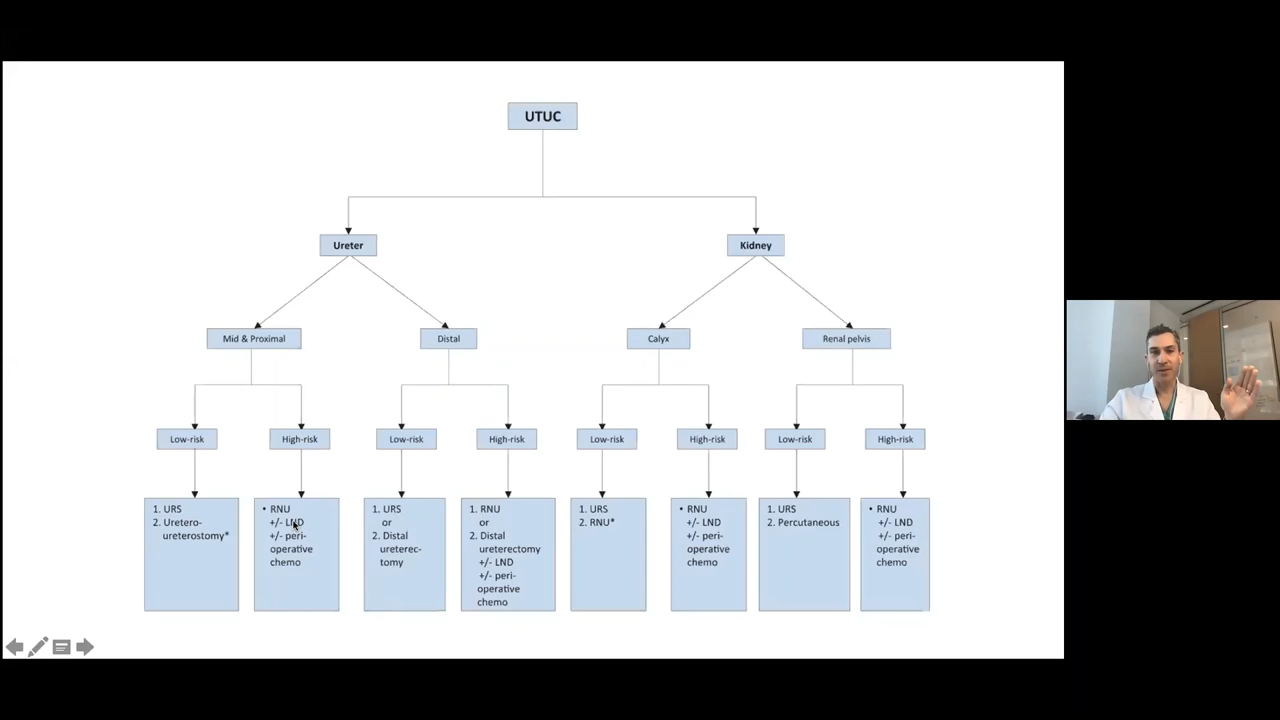 UTUC
Ureter
Kidney
Mid & Proximal
Distal
Calyx
Renal pelvis
Low-risk
High-risk
Low-risk
High-risk
Low-risk
High-risk
Low-risk
High-risk
1. URS
2. Uretero-
ureterostomy*
• RNU
+/- LND
+/- peri-
operative
chemo
1. URS
or
2. Distal
ureterec-
tomy
1. RNU
or
2. Distal
ureterectomy
+/- LND
+/- peri-
operative
chemo
1. URS
2. RNU*
• RNU
+/- LND
+/- peri-
operative
chemo
1. URS
2. Percutaneous
• RNU
+/- LND
+/- peri-
operative
chemo